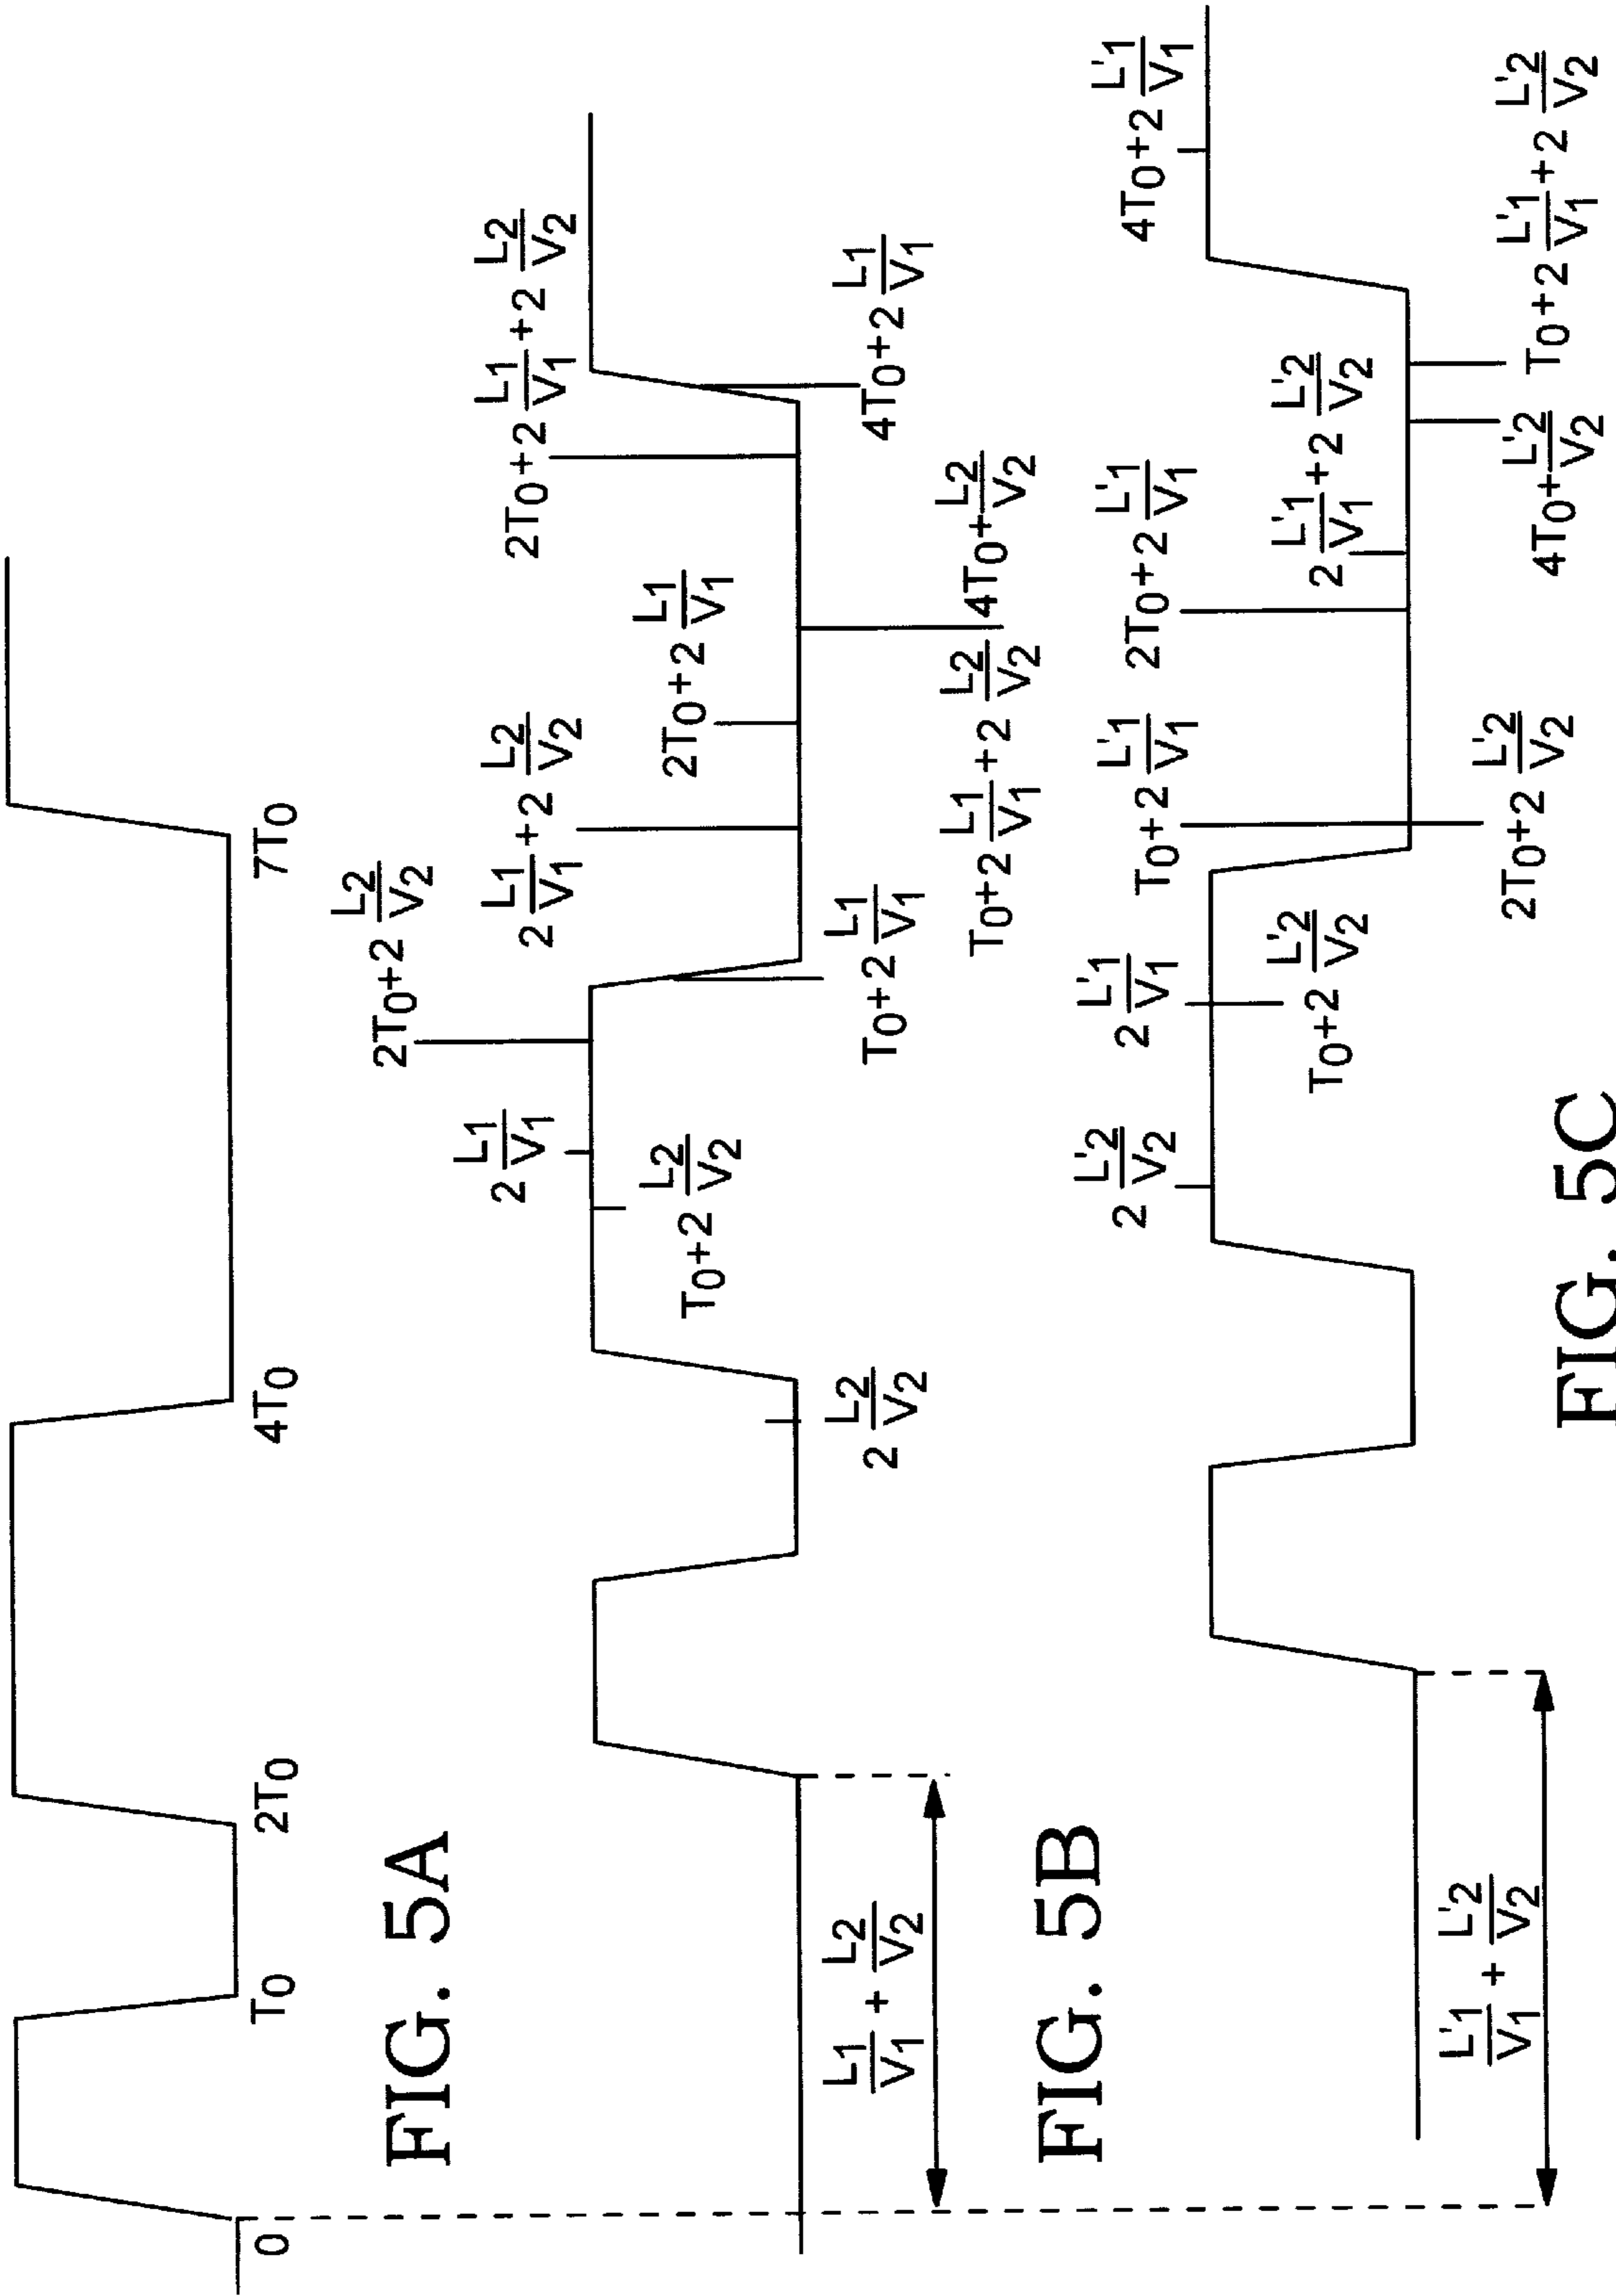 0
T0
2T0
4T0
7T0
FIG. 5A
L1/V1 + L2/V2
2 L2/V2
T0+2 L2/V2
2 L1/V1
2T0+2 L2/V2
T0+2 L1/V1
2 L1/V1 +2 L2/V2
2T0+2 L1/V1
T0+2 L1/V1 +2 L2/V2
4T0+ L2/V2
2T0+2 L1/V1 +2 L2/V2
4T0+2 L1/V1
FIG. 5B
L'1/V1 + L'2/V2
2 L'2/V2
2 L'1/V1
T0+2 L'2/V2
T0+2 L'1/V1
2T0+2 L'2/V2
2T0+2 L'1/V1
2 L'1/V1 +2 L'2/V2
4T0+ L'2/V2
T0+2 L'1/V1 +2 L'2/V2
4T0+2 L'1/V1
FIG. 5C